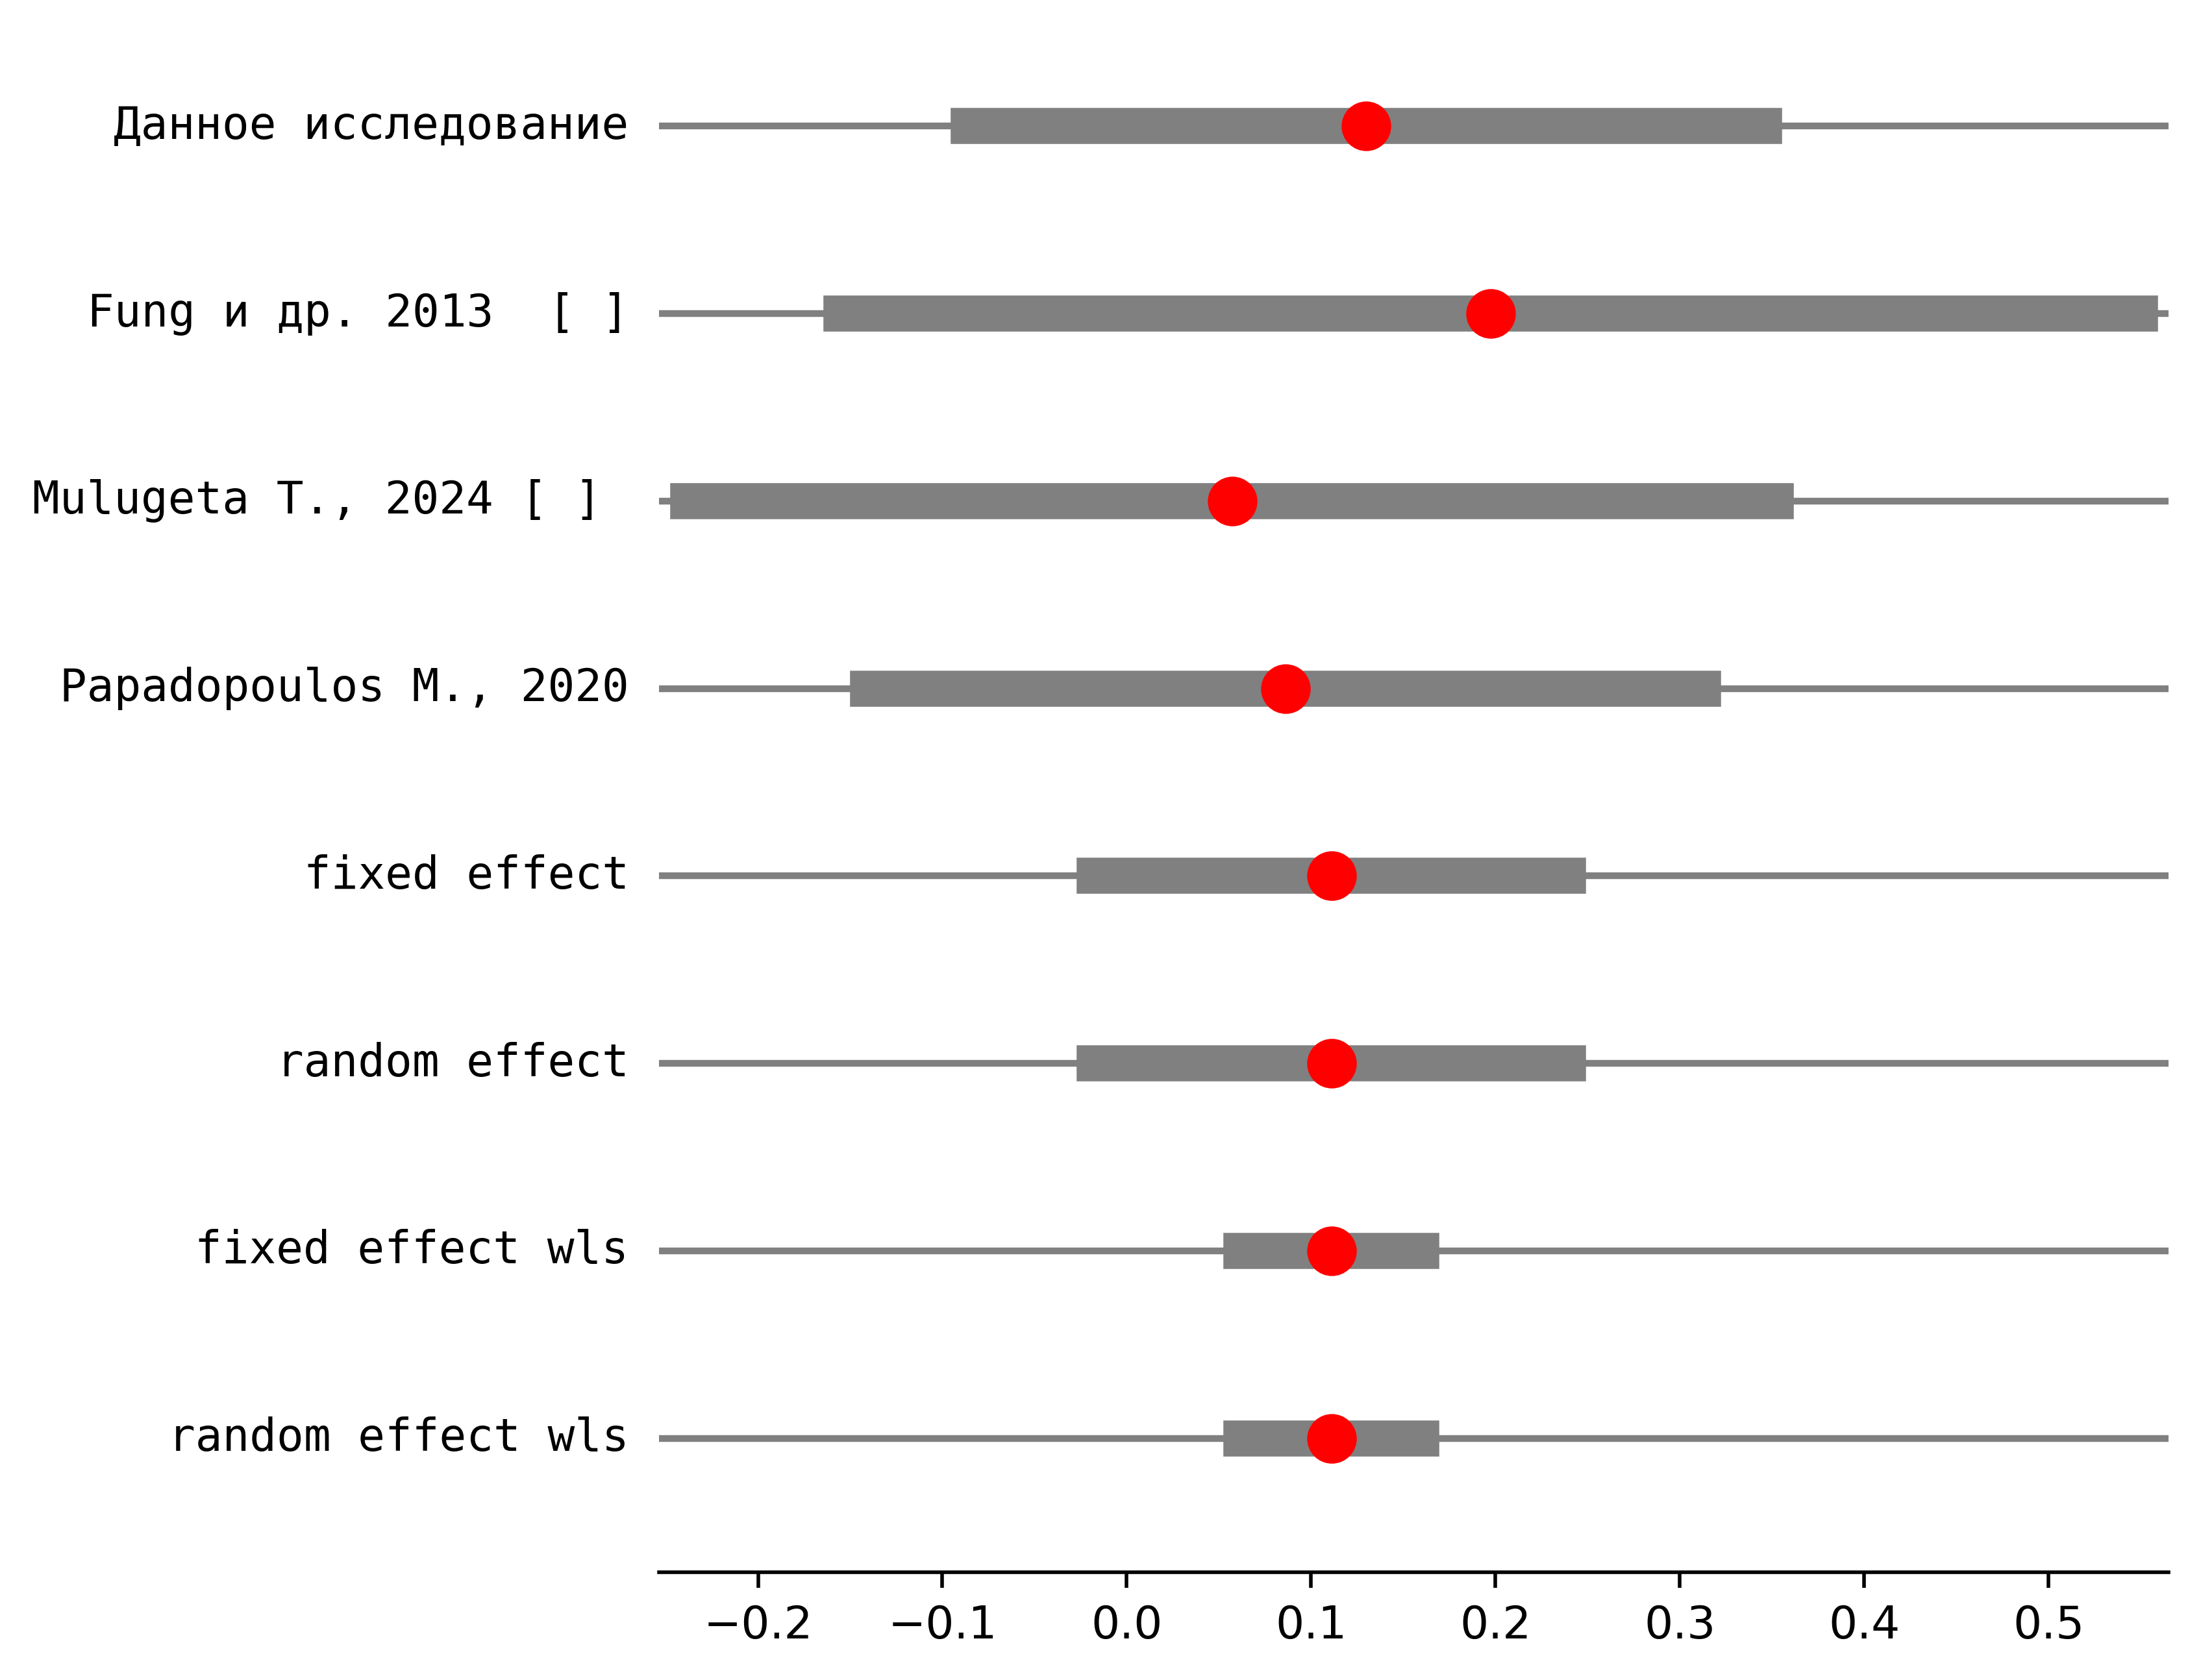 Данное исследование
Fung и др. 2013 [ ]
Mulugeta T., 2024 [ ]
Papadopoulos M., 2020
fixed effect
random effect
fixed effect wls
random effect wls
−0.2 −0.1 0.0 0.1 0.2 0.3 0.4 0.5